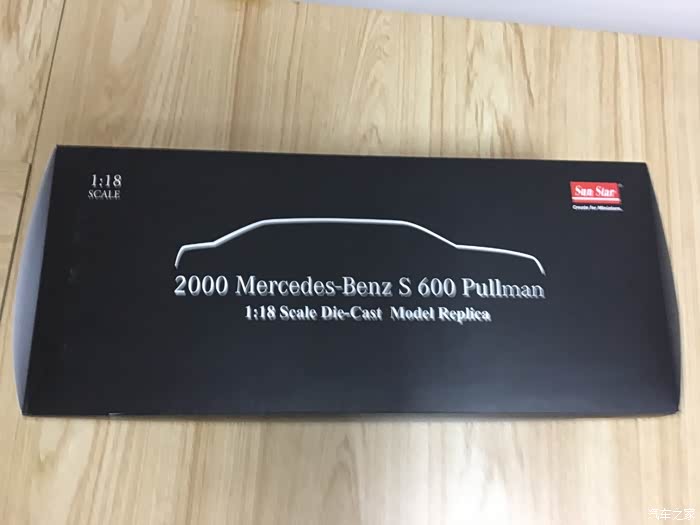 1:18
SCALE
Sun Star
Create for Miniature.
2000 Mercedes-Benz S 600 Pullman
1:18 Scale Die-Cast Model Replica
汽车之家